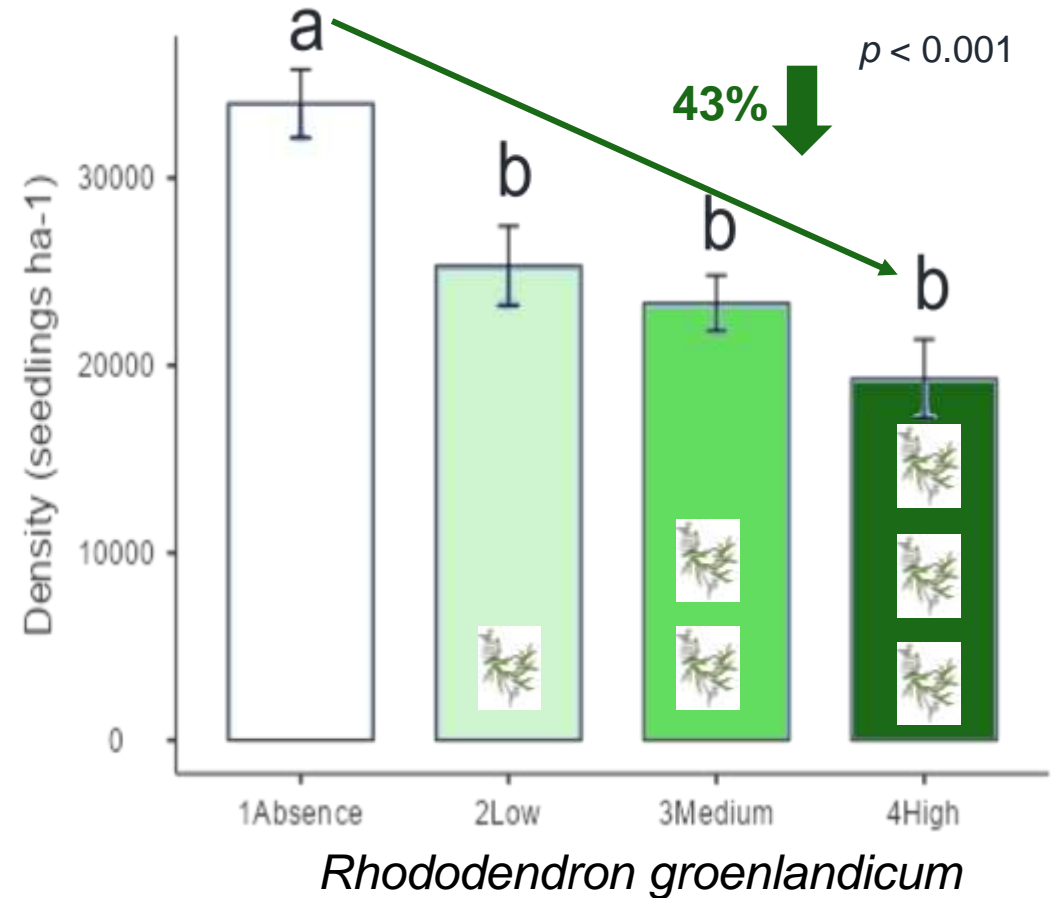 a
p < 0.001
43%
b
b
b
Density (seedlings ha-1)
30000
20000
10000
0
1Absence
2Low
3Medium
4High
Rhododendron groenlandicum